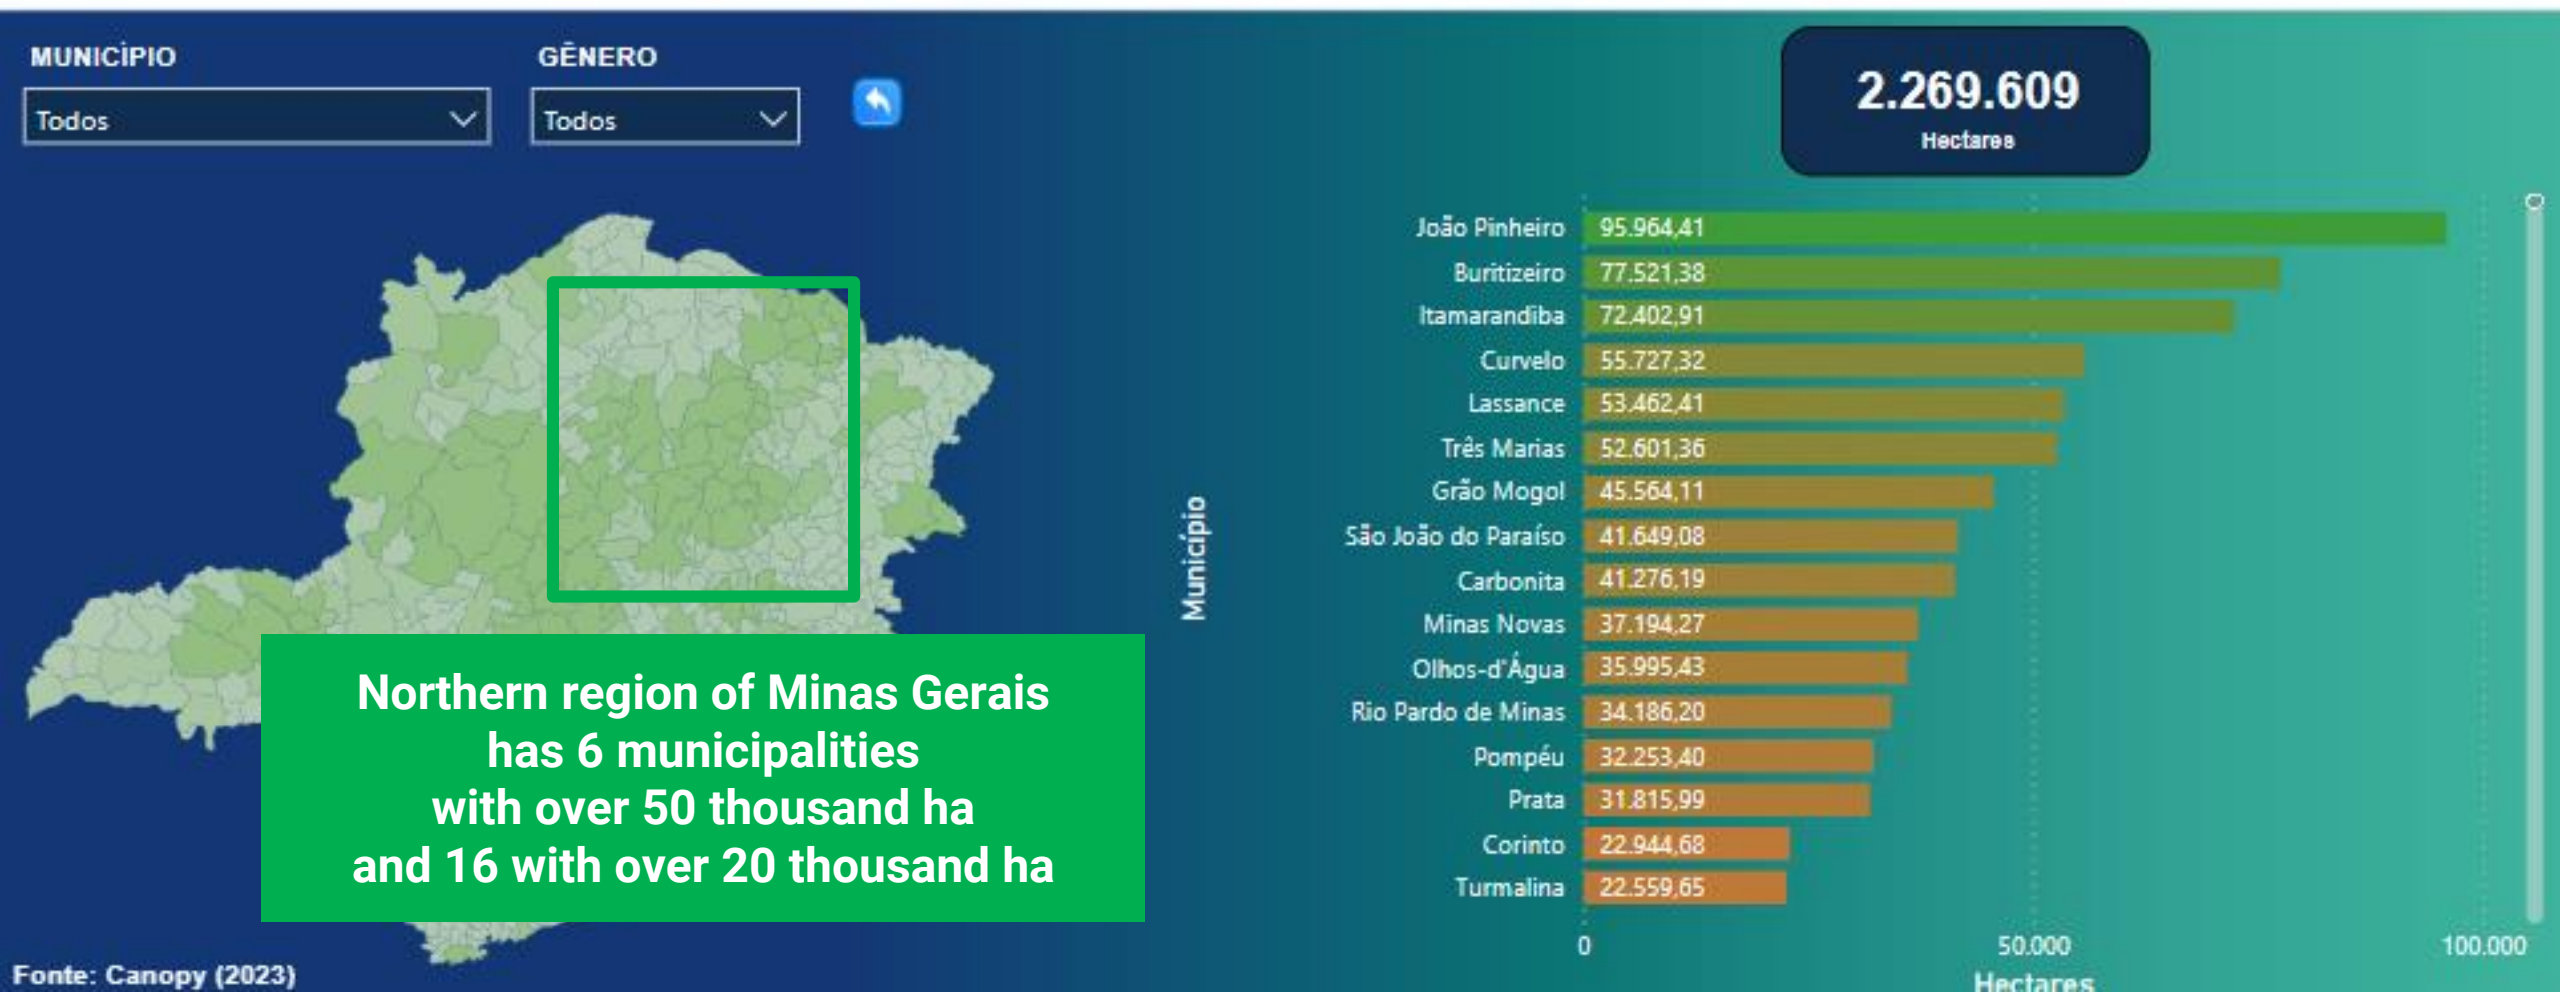 MUNICÍPIO
GÊNERO
Todos
Todos
2.269.609
Hectares
Município
João Pinheiro 95.964,41
Buritizeiro 77.521,38
Itamarandiba 72.402,91
Curvelo 55.727,32
Lassance 53.462,41
Três Marias 52.601,36
Grão Mogol 45.564,11
São João do Paraíso 41.649,08
Carbonita 41.276,19
Minas Novas 37.194,27
Olhos-d'Água 35.995,43
Rio Pardo de Minas 34.186,20
Pompéu 32.253,40
Prata 31.815,99
Corinto 22.944,68
Turmalina 22.559,65
0 50.000 100.000
Hectares
Northern region of Minas Gerais
has 6 municipalities
with over 50 thousand ha
and 16 with over 20 thousand ha
Fonte: Canopy (2023)